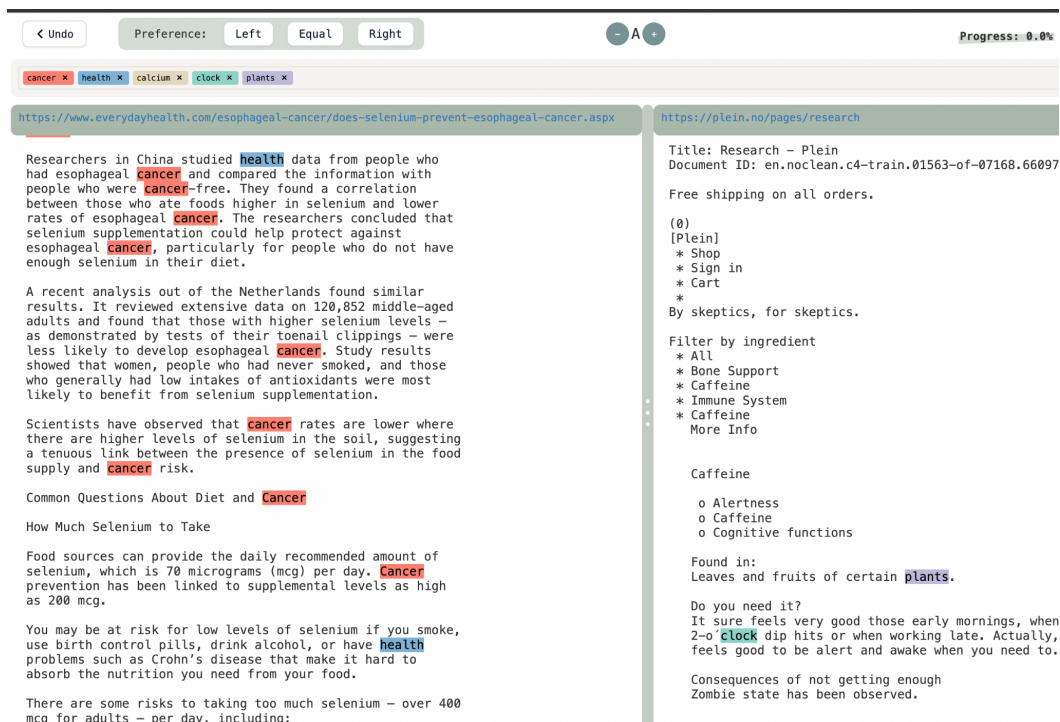 < Undo
Preference:
Left
Equal
Right
-
A
+
Progress: 0.0%
cancer ×
health ×
calcium ×
clock ×
plants ×
https://www.everydayhealth.com/esophageal-cancer/does-selenium-prevent-esophageal-cancer.aspx
Researchers in China studied health data from people who
had esophageal cancer and compared the information with
people who were cancer-free. They found a correlation
between those who ate foods higher in selenium and lower
rates of esophageal cancer. The researchers concluded that
selenium supplementation could help protect against
esophageal cancer, particularly for people who do not have
enough selenium in their diet.
A recent analysis out of the Netherlands found similar
results. It reviewed extensive data on 120,852 middle-aged
adults and found that those with higher selenium levels —
as demonstrated by tests of their toenail clippings — were
less likely to develop esophageal cancer. Study results
showed that women, people who had never smoked, and those
who generally had low intakes of antioxidants were most
likely to benefit from selenium supplementation.
Scientists have observed that cancer rates are lower where
there are higher levels of selenium in the soil, suggesting
a tenuous link between the presence of selenium in the food
supply and cancer risk.
Common Questions About Diet and Cancer
How Much Selenium to Take
Food sources can provide the daily recommended amount of
selenium, which is 70 micrograms (mcg) per day. Cancer
prevention has been linked to supplemental levels as high
as 200 mcg.
You may be at risk for low levels of selenium if you smoke,
use birth control pills, drink alcohol, or have health
problems such as Crohn's disease that make it hard to
absorb the nutrition you need from your food.
There are some risks to taking too much selenium — over 400
mcg for adults — per day, including:
https://plein.no/pages/research
Title: Research – Plein
Document ID: en.noclean.c4-train.01563-of-07168.66097
Free shipping on all orders.
(0)
[Plein]
* Shop
* Sign in
* Cart
*
By skeptics, for skeptics.
Filter by ingredient
* All
* Bone Support
* Caffeine
* Immune System
* Caffeine
More Info
Caffeine
o Alertness
o Caffeine
o Cognitive functions
Found in:
Leaves and fruits of certain plants.
Do you need it?
It sure feels very good those early mornings, when
2-o´clock dip hits or when working late. Actually,
feels good to be alert and awake when you need to.
Consequences of not getting enough
Zombie state has been observed.